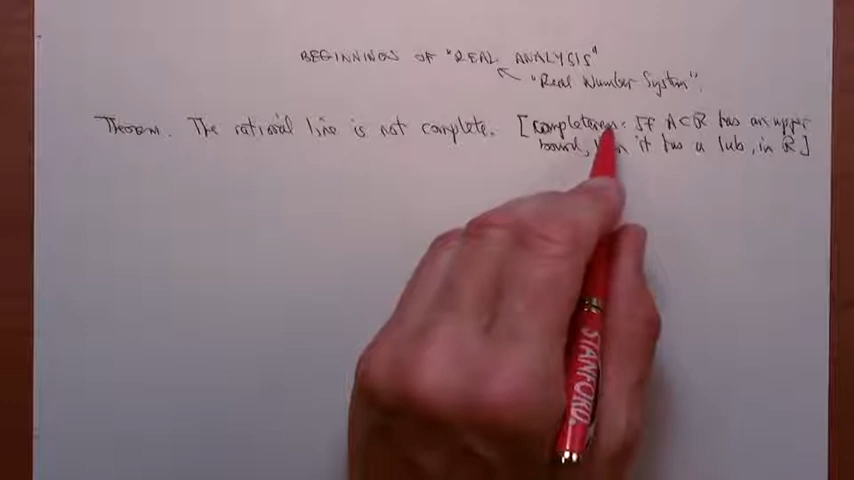 BEGINNINGS OF "REAL ANALYSIS"
"Real Number System".
Theorem. The rational line is not complete. [Completeness: If A⊂ℝ has an upper
bound, it has a lub, in ℝ]
STANFORD